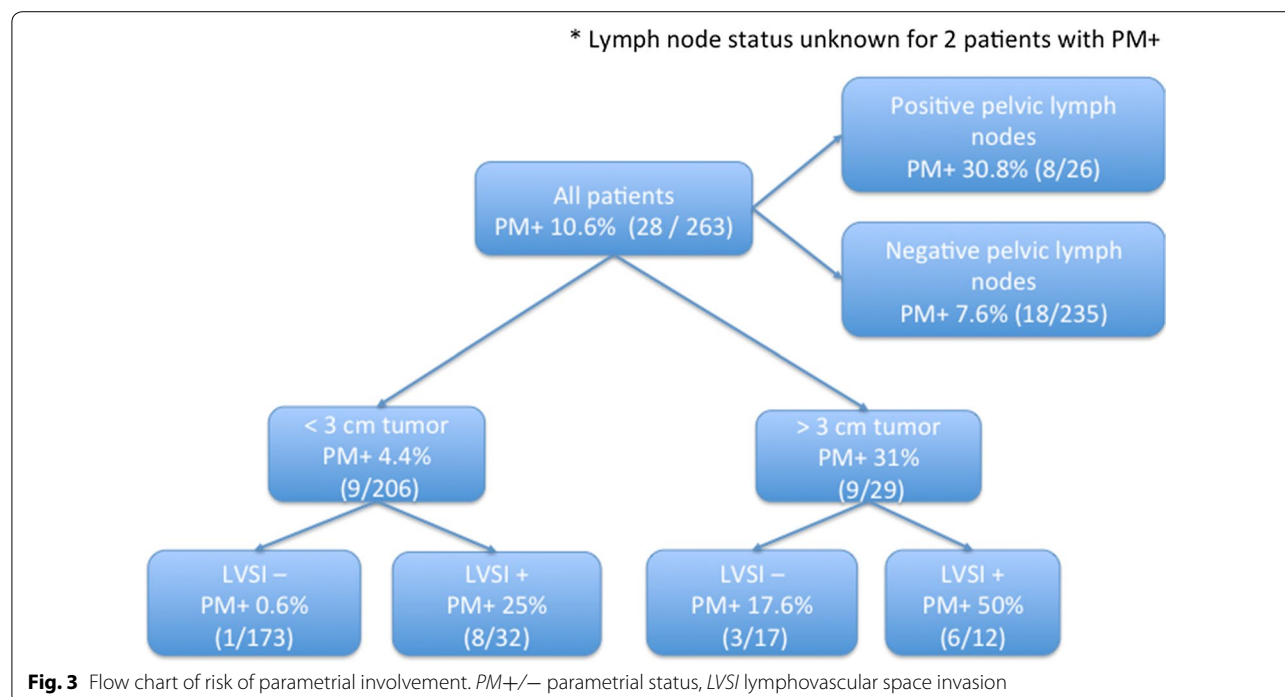 * Lymph node status unknown for 2 patients with PM+
Positive pelvic lymph
nodes
PM+ 30.8% (8/26)
All patients
PM+ 10.6%  (28 / 263)
Negative pelvic lymph
nodes
PM+ 7.6% (18/235)
< 3 cm tumor
PM+ 4.4%
(9/206)
> 3 cm tumor
PM+ 31%
(9/29)
LVSI –
PM+ 0.6%
(1/173)
LVSI +
PM+ 25%
(8/32)
LVSI –
PM+ 17.6%
(3/17)
LVSI +
PM+ 50%
(6/12)
Fig. 3 Flow chart of risk of parametrial involvement. PM+/− parametrial status, LVSI lymphovascular space invasion